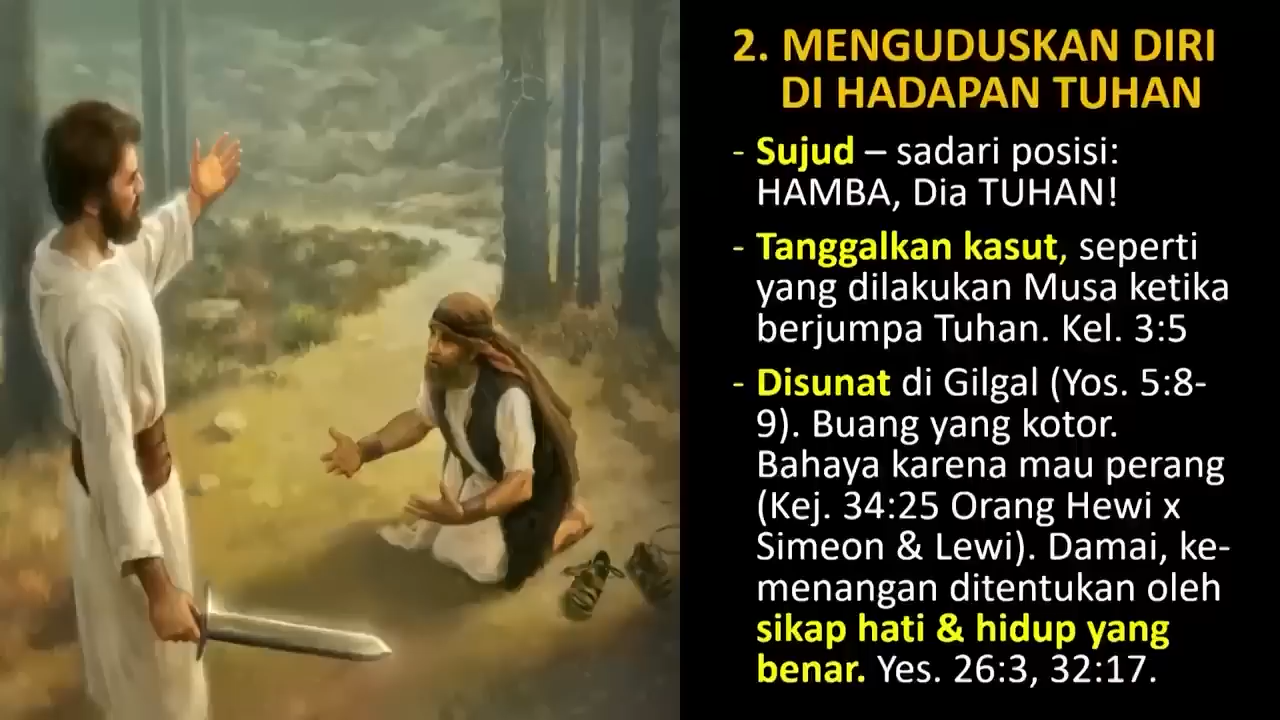 2. MENGUDUSKAN DIRI
DI HADAPAN TUHAN
- Sujud – sadari posisi:
HAMBA, Dia TUHAN!
- Tanggalkan kasut, seperti
yang dilakukan Musa ketika
berjumpa Tuhan. Kel. 3:5
- Disunat di Gilgal (Yos. 5:8-
9). Buang yang kotor.
Bahaya karena mau perang
(Kej. 34:25 Orang Hewi x
Simeon & Lewi). Damai, ke-
menangan ditentukan oleh
sikap hati & hidup yang
benar. Yes. 26:3, 32:17.